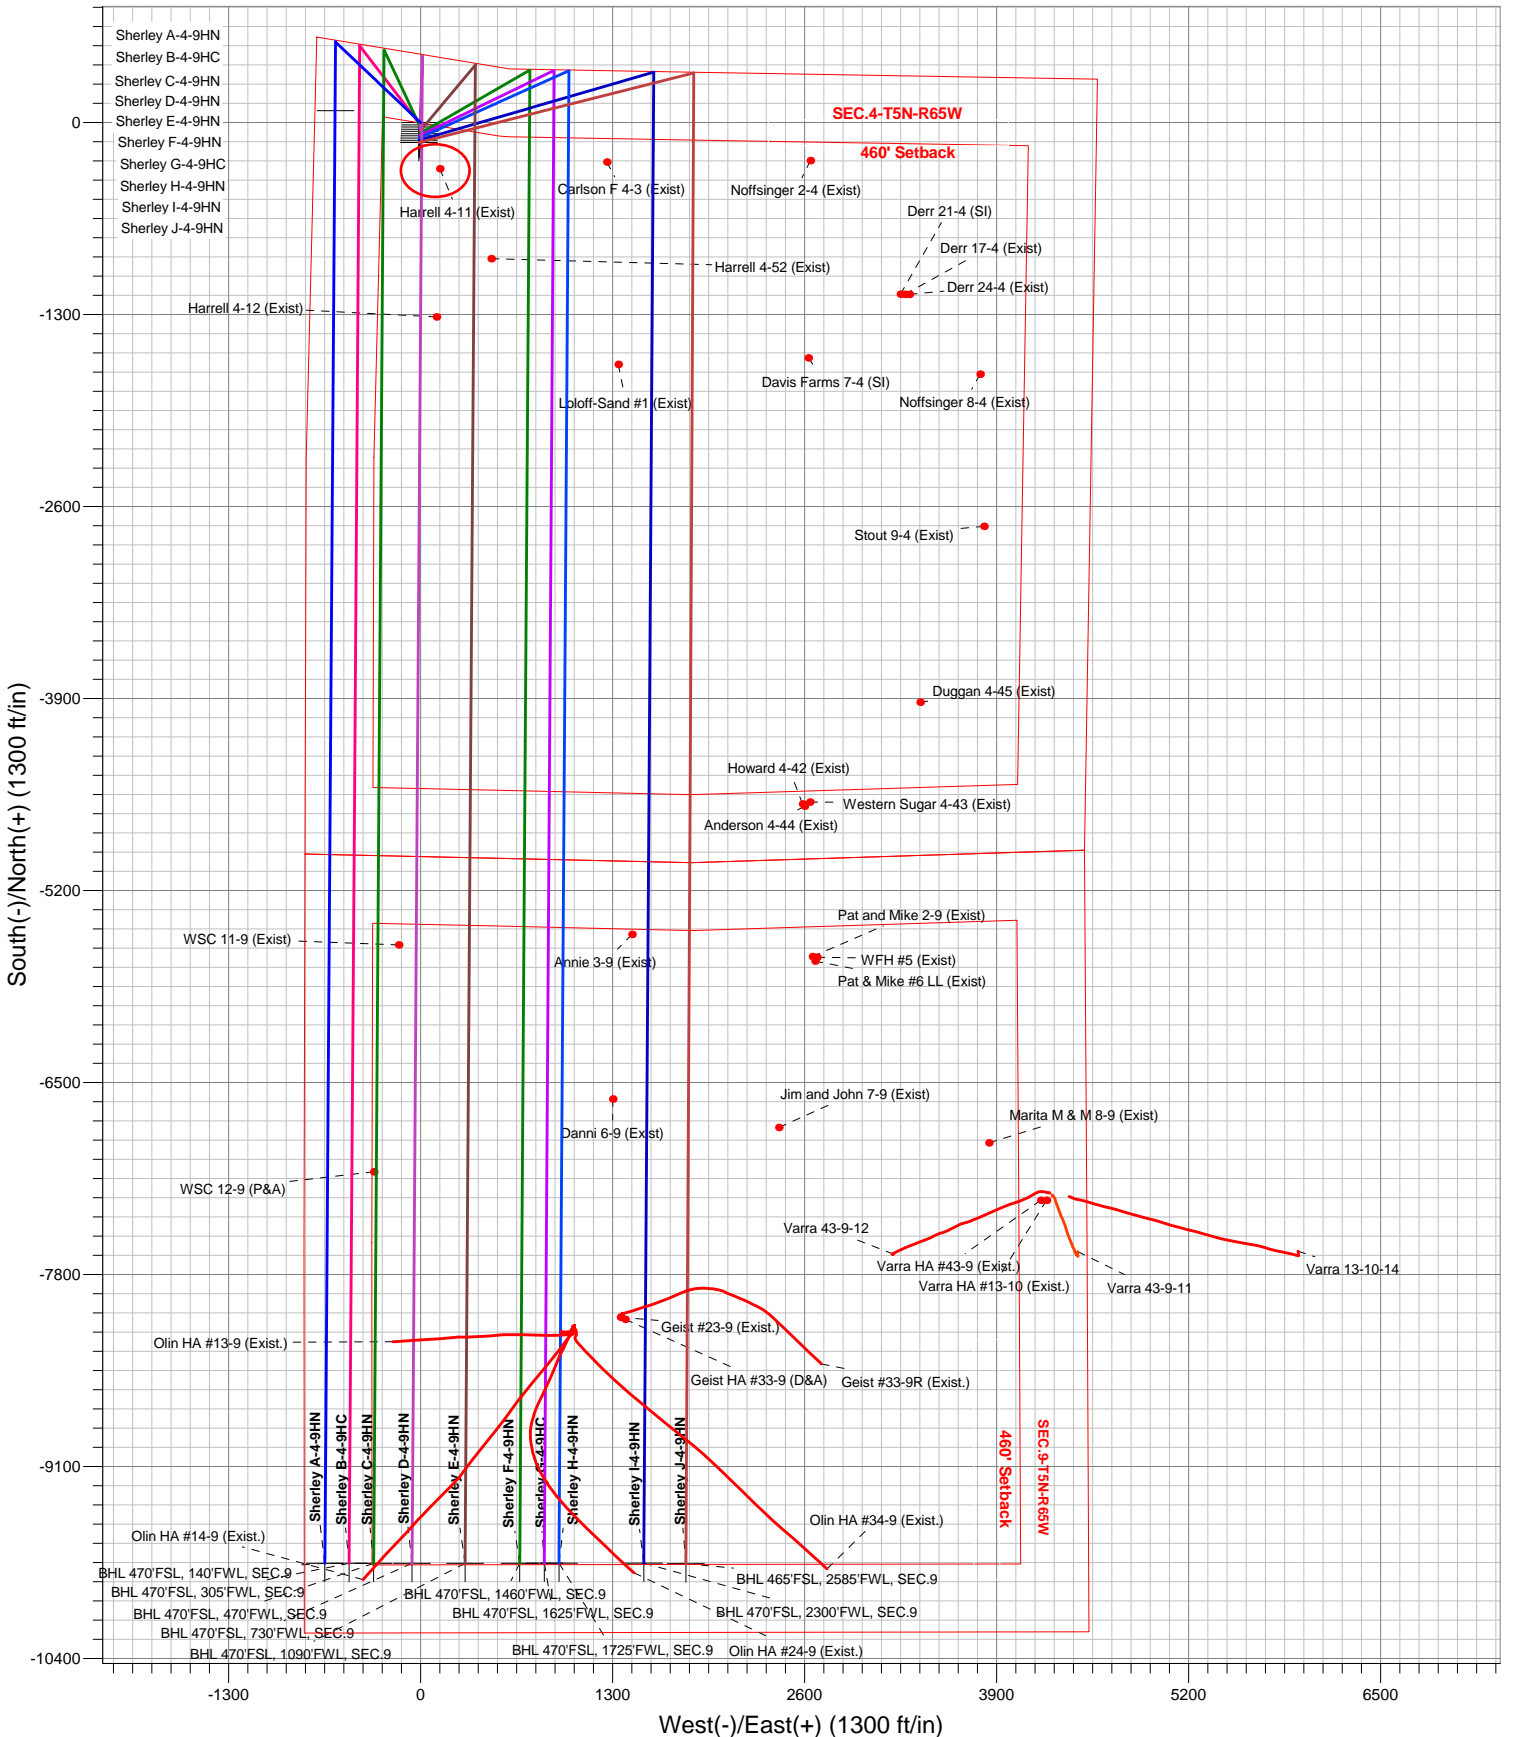 Sherley A-4-9HN
Sherley B-4-9HC
Sherley C-4-9HN
Sherley D-4-9HN
Sherley E-4-9HN
Sherley F-4-9HN
Sherley G-4-9HC
Sherley H-4-9HN
Sherley I-4-9HN
Sherley J-4-9HN
SEC.4-T5N-R65W
460' Setback
Carlson F 4-3 (Exist)
Noffsinger 2-4 (Exist)
Harrell 4-11 (Exist)
Derr 21-4 (SI)
Derr 17-4 (Exist)
Harrell 4-52 (Exist)
Derr 24-4 (Exist)
Harrell 4-12 (Exist)
Davis Farms 7-4 (SI)
Loloff-Sand #1 (Exist)
Noffsinger 8-4 (Exist)
Stout 9-4 (Exist)
Duggan 4-45 (Exist)
Howard 4-42 (Exist)
Western Sugar 4-43 (Exist)
Anderson 4-44 (Exist)
Pat and Mike 2-9 (Exist)
WSC 11-9 (Exist)
Annie 3-9 (Exist)
WFH #5 (Exist)
Pat & Mike #6 LL (Exist)
Jim and John 7-9 (Exist)
Marita M & M 8-9 (Exist)
Danni 6-9 (Exist)
WSC 12-9 (P&A)
Varra 43-9-12
Varra HA #43-9 (Exist.)
Varra 13-10-14
Varra HA #13-10 (Exist.)
Varra 43-9-11
Geist #23-9 (Exist.)
Olin HA #13-9 (Exist.)
Geist HA #33-9 (D&A)
Geist #33-9R (Exist.)
Sherley A-4-9HN
Sherley B-4-9HC
Sherley C-4-9HN
Sherley D-4-9HN
Sherley E-4-9HN
Sherley F-4-9HN
Sherley G-4-9HC
Sherley H-4-9HN
Sherley I-4-9HN
Sherley J-4-9HN
460' Setback
SEC.9-T5N-R65W
Olin HA #34-9 (Exist.)
Olin HA #14-9 (Exist.)
BHL 470'FSL, 140'FWL, SEC.9
BHL 465'FSL, 2585'FWL, SEC.9
BHL 470'FSL, 305'FWL, SEC.9
BHL 470'FSL, 1460'FWL, SEC.9
BHL 470'FSL, 470'FWL, SEC.9
BHL 470'FSL, 1625'FWL, SEC.9
BHL 470'FSL, 2300'FWL, SEC.9
BHL 470'FSL, 730'FWL, SEC.9
BHL 470'FSL, 1090'FWL, SEC.9
BHL 470'FSL, 1725'FWL, SEC.9
Olin HA #24-9 (Exist.)
0
-1300
-2600
-3900
-5200
-6500
-7800
-9100
-10400
South(-)/North(+) (1300 ft/in)
-1300
0
1300
2600
3900
5200
6500
West(-)/East(+) (1300 ft/in)